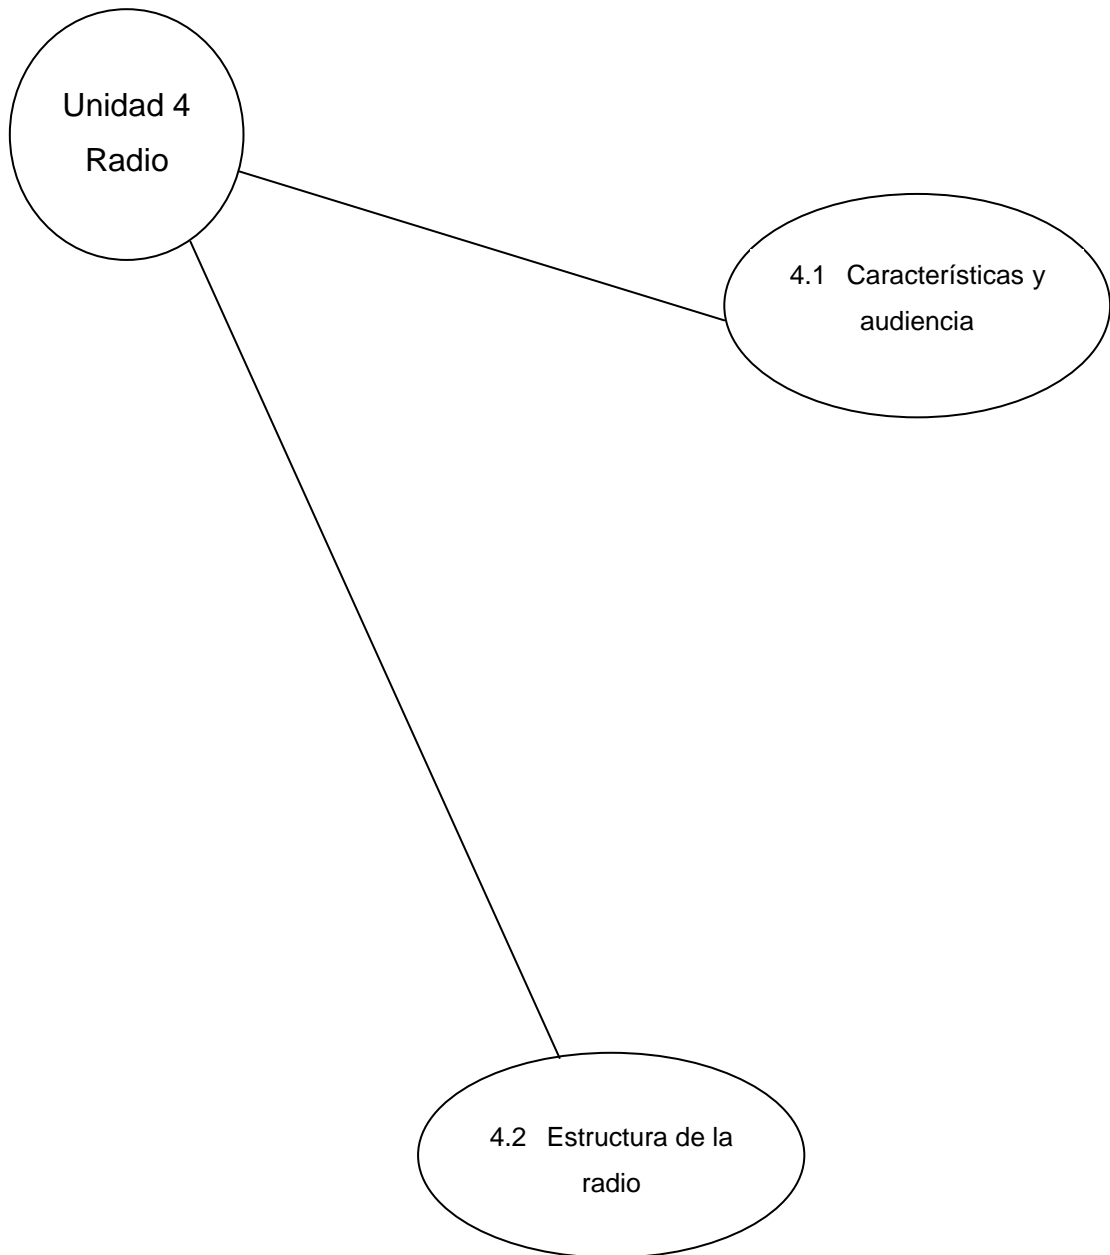 Unidad 4
Radio
4.1 Características y
audiencia
4.2 Estructura de la
radio